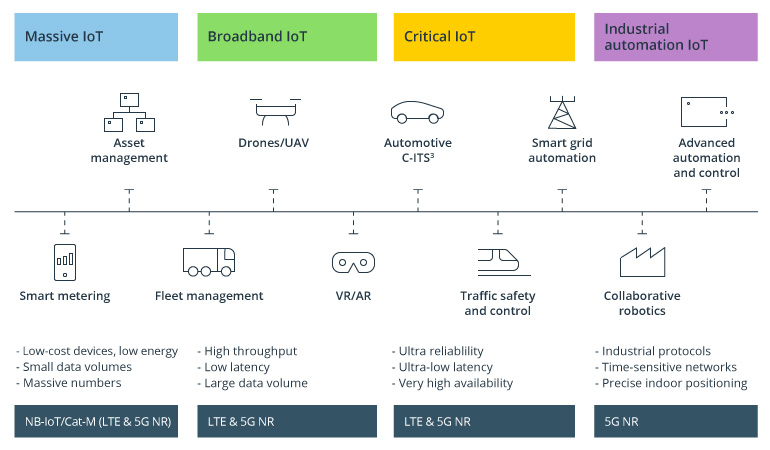 Massive IoT
Broadband IoT
Critical IoT
Industrial
automation IoT
Asset
management
Drones/UAV
Automotive
C-ITS³
Smart grid
automation
Advanced
automation
and control
Smart metering
Fleet management
VR/AR
Traffic safety
and control
Collaborative
robotics
- Low-cost devices, low energy
- Small data volumes
- Massive numbers
- High throughput
- Low latency
- Large data volume
- Ultra reliablility
- Ultra-low latency
- Very high availability
- Industrial protocols
- Time-sensitive networks
- Precise indoor positioning
NB-IoT/Cat-M (LTE & 5G NR)
LTE & 5G NR
LTE & 5G NR
5G NR